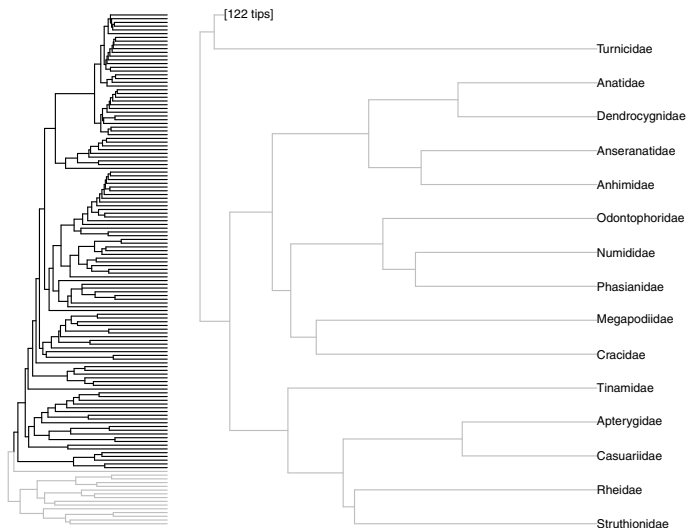 [122 tips]
Turnicidae
Anatidae
Dendrocygnidae
Anseranatidae
Anhimidae
Odontophoridae
Numididae
Phasianidae
Megapodiidae
Cracidae
Tinamidae
Apterygidae
Casuariidae
Rheidae
Struthionidae